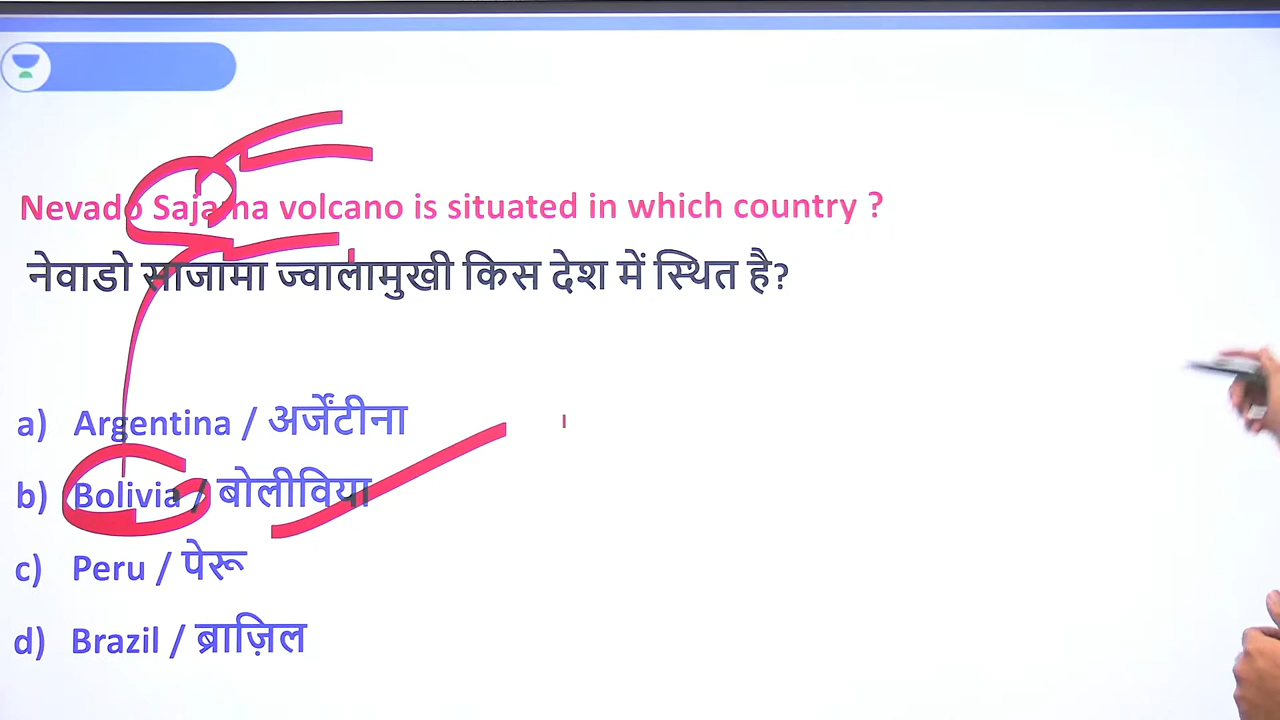 Nevado Sajama volcano is situated in which country ?
नेवाडो साजामा ज्वालामुखी किस देश में स्थित है?
a) Argentina / अर्जेंटीना
b) Bolivia / बोलीविया
c) Peru / पेरू
d) Brazil / ब्राज़िल